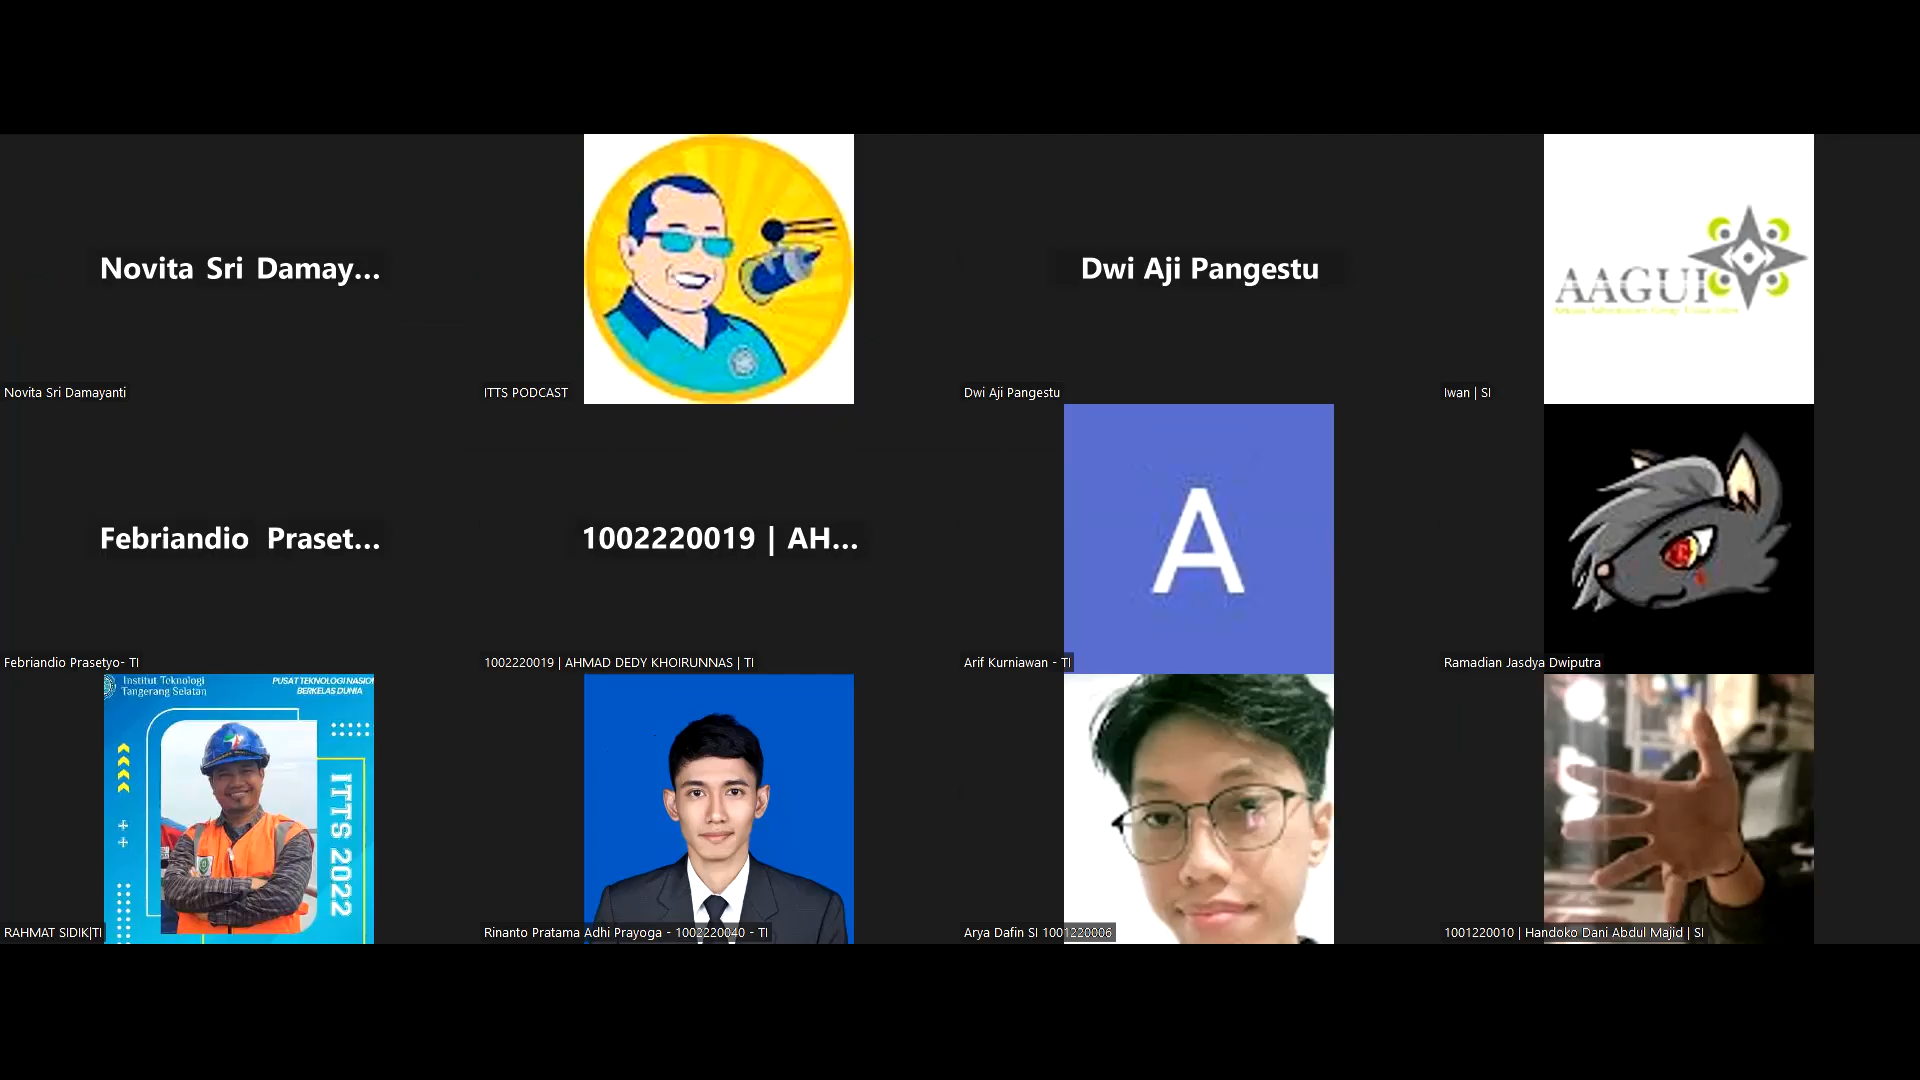 Novita Sri Damay...
Novita Sri Damayanti
ITTS PODCAST
Dwi Aji Pangestu
Dwi Aji Pangestu
AAGUI
Iwan | SI
Febriandio Praset...
Febriandio Prasetyo- TI
1002220019 | AH...
1002220019 | AHMAD DEDY KHOIRUNNAS | TI
A
Arif Kurniawan - TI
Ramadian Jasdya Dwiputra
Institut Teknologi
Tangerang Selatan
PUSAT TEKNOLOGI NASION
BERKELAS DUNIA
ITTS 2022
RAHMAT SIDIK|TI
Rinanto Pratama Adhi Prayoga - 1002220040 - TI
Arya Dafin SI 1001220006
1001220010 | Handoko Dani Abdul Majid | SI